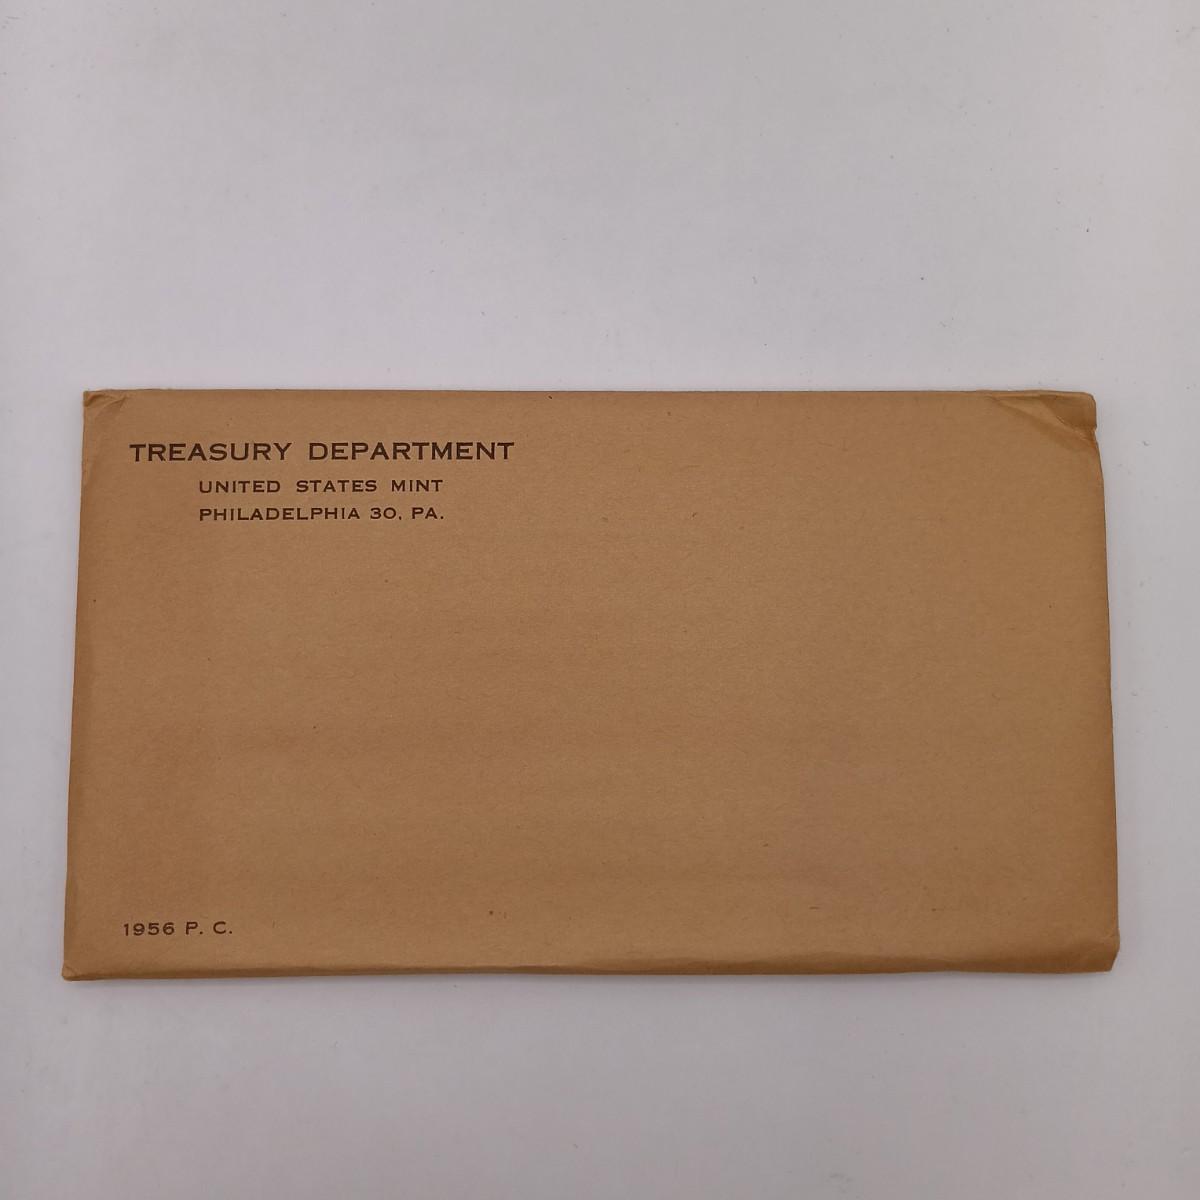 TREASURY DEPARTMENT
UNITED STATES MINT
PHILADELPHIA 30, PA.
1956 P. C.